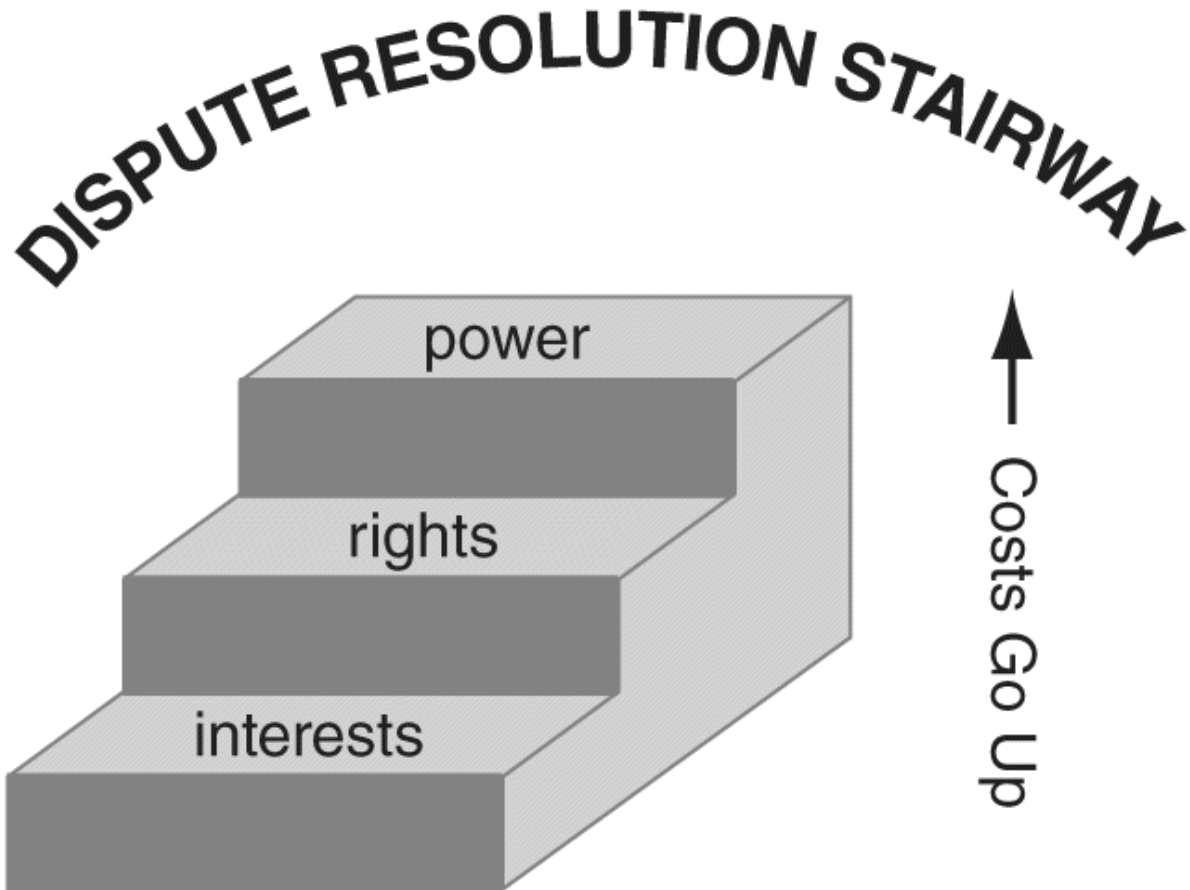 DISPUTE RESOLUTION STAIRWAY
power
rights
interests
Costs Go Up